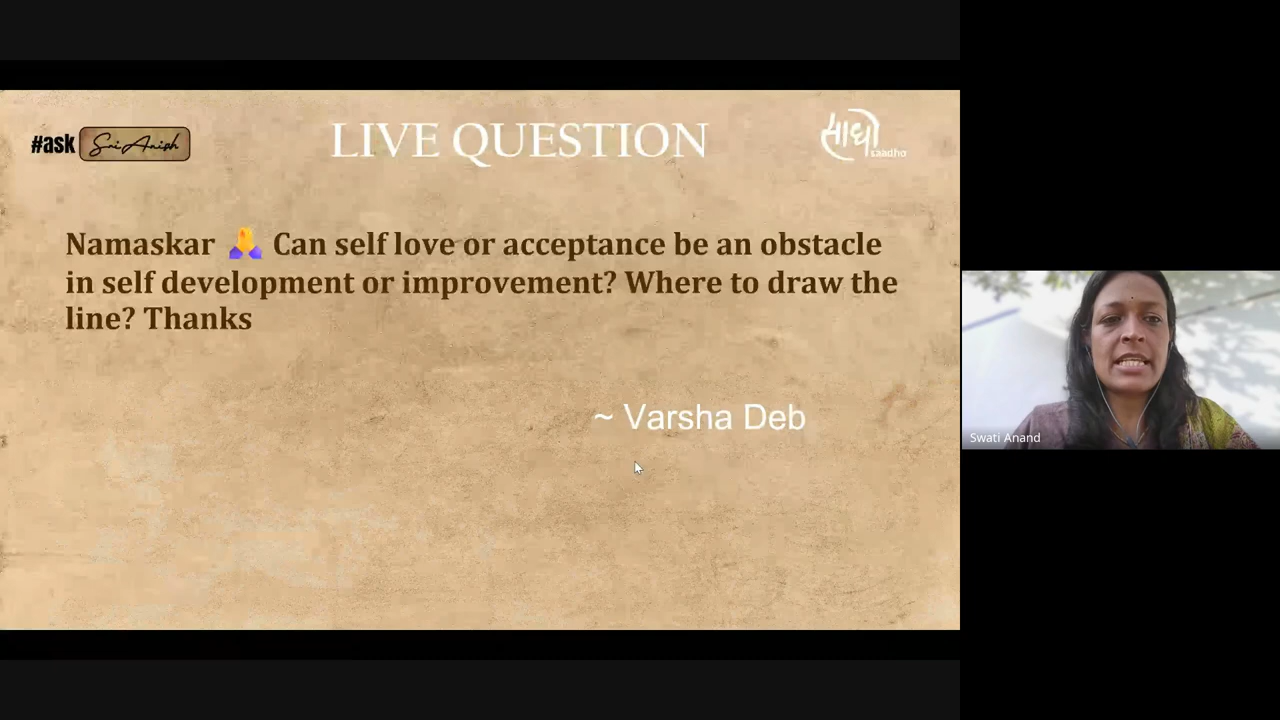 #ask Sri Anish
LIVE QUESTION
साधो
saadho
Namaskar 🙏 Can self love or acceptance be an obstacle
in self development or improvement? Where to draw the
line? Thanks
~ Varsha Deb
Swati Anand